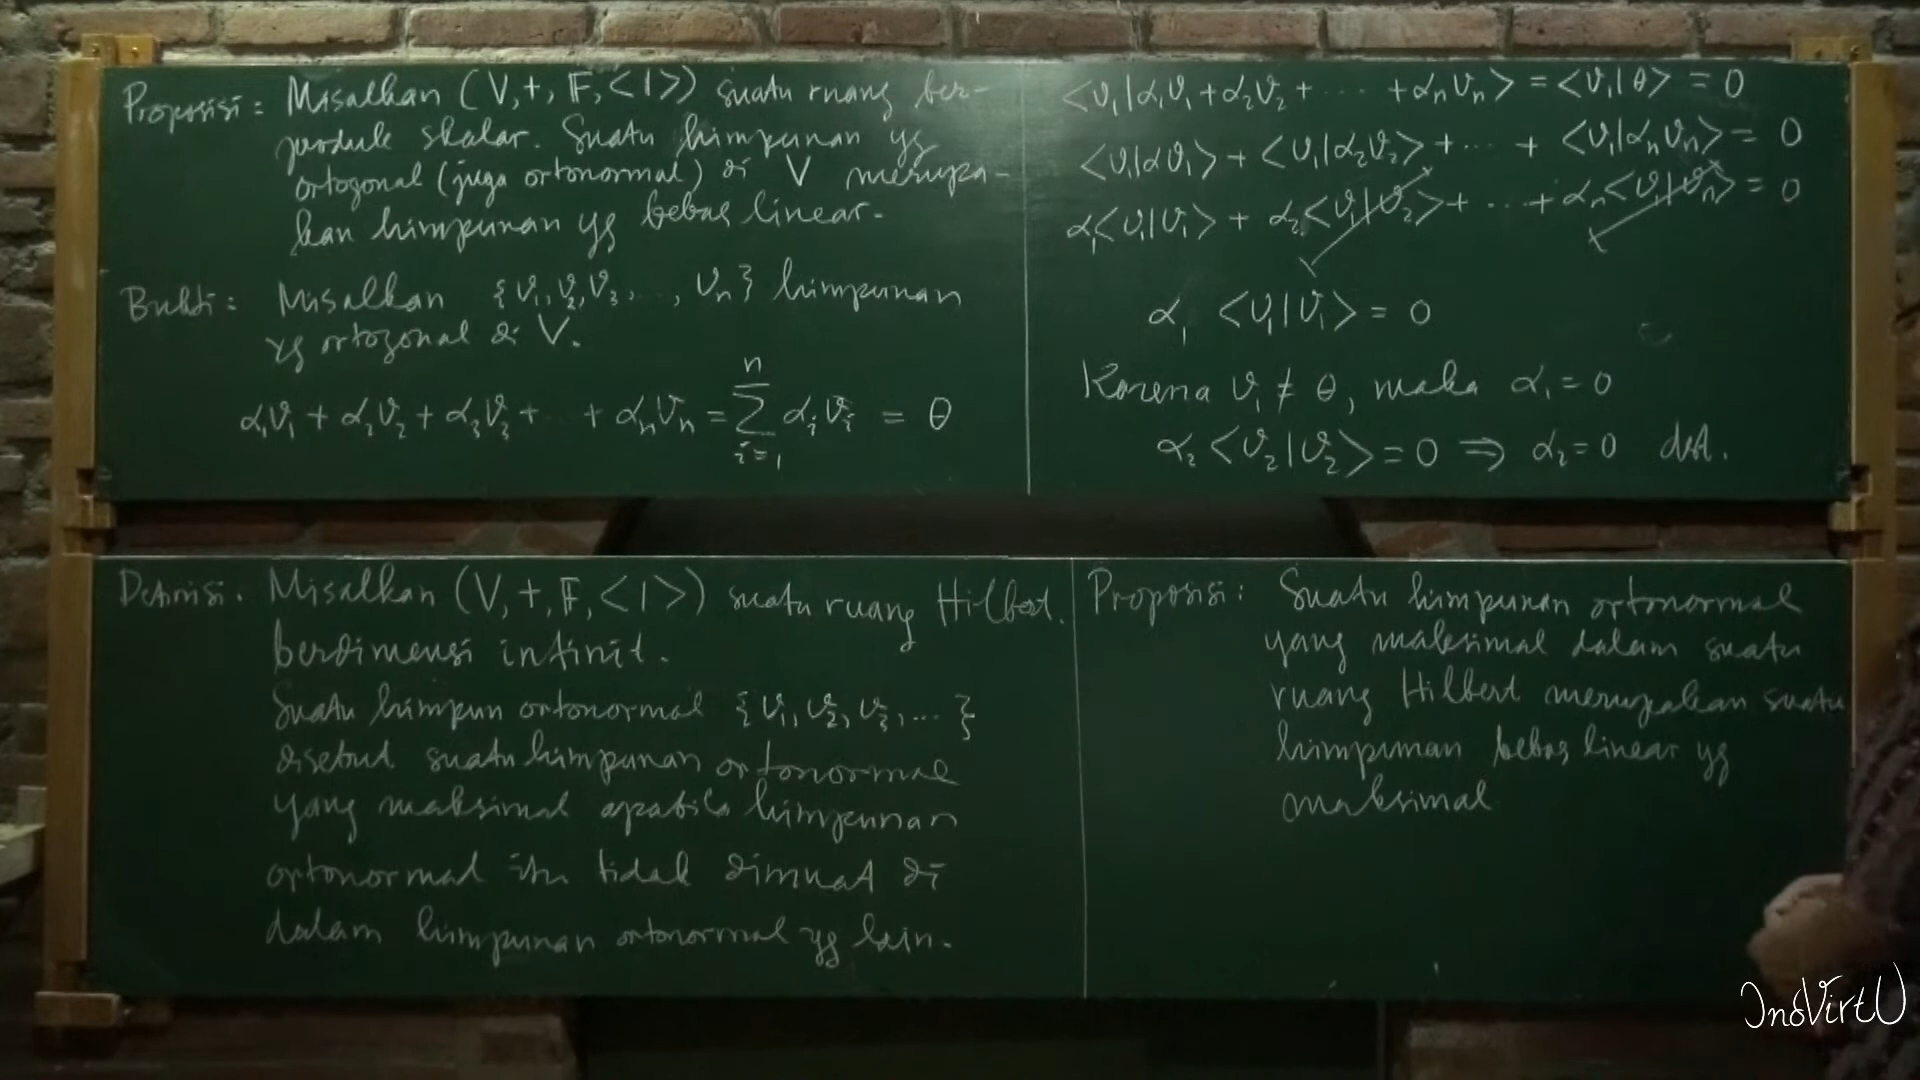 Proposisi : Misalkan (V, +, 𝔽, < | >) suatu ruang ber-
produk skalar. Suatu himpunan yg
ortogonal (juga ortonormal) di V merupa-
kan himpunan yg bebas linear.
Bukti : Misalkan {v₁, v₂, v₃, ..., vₙ} himpunan
yg ortogonal di V.
α₁v₁ + α₂v₂ + α₃v₃ + ... + αₙvₙ = ∑ᵢ₌₁ⁿ αᵢvᵢ = θ
<v₁|α₁v₁ + α₂v₂ + ... + αₙvₙ> = <v₁|θ> = 0
<v₁|αv₁> + <v₁|α₂v₂> + ... + <v₁|αₙvₙ> = 0
α₁<v₁|v₁> + α₂<v₁|v₂> + ... + αₙ<v₁|vₙ> = 0
α₁ <v₁|v₁> = 0
Karena v₁ ≠ θ, maka α₁ = 0
α₂ <v₂|v₂> = 0 ⇒ α₂ = 0 dst.
Definisi. Misalkan (V, +, 𝔽, < | >) suatu ruang Hilbert.
berdimensi infinit.
Suatu himpun ortonormal {v₁, v₂, v₃, ...}
disebut suatu himpunan ortonormal
yang maksimal apabila himpunan
ortonormal itu tidak dimuat di
dalam himpunan ortonormal yg lain.
Proposisi : Suatu himpunan ortonormal
yang maksimal dalam suatu
ruang Hilbert merupakan suatu
himpunan bebas linear yg
maksimal
InoVirtU